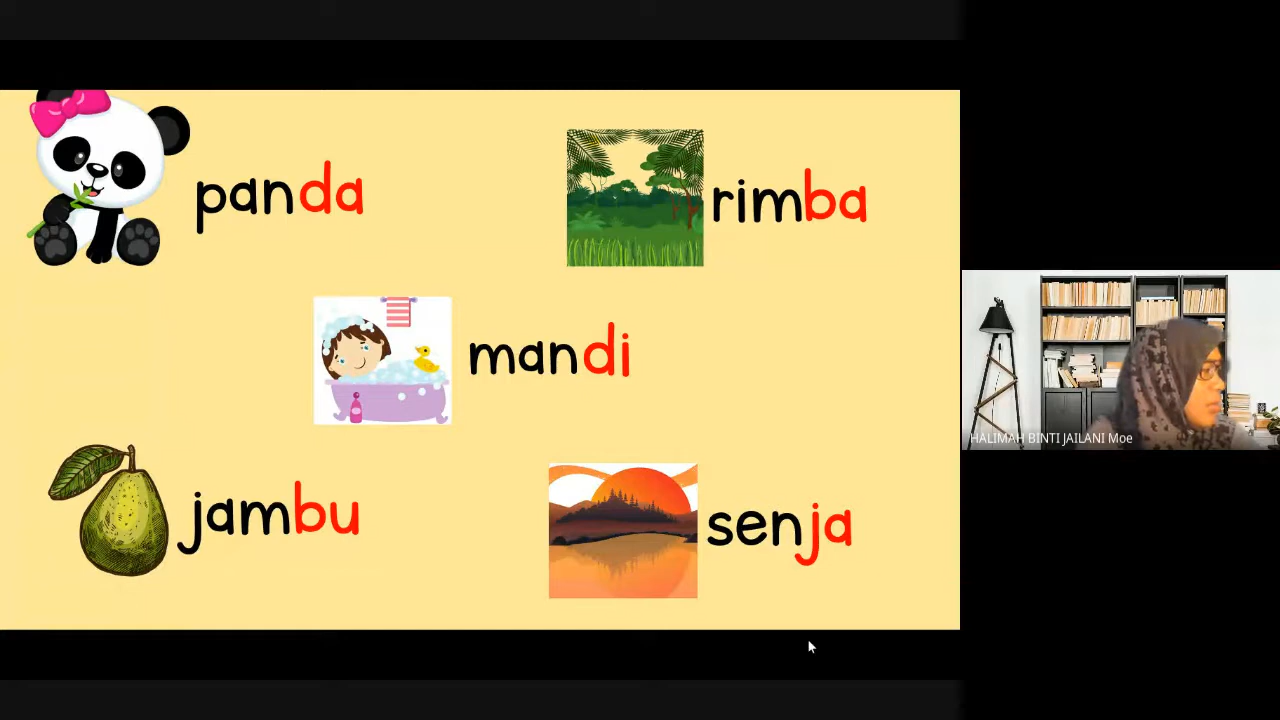 panda
rimba
mandi
jambu
senja
HALIMAH BINTI JAILANI Moe